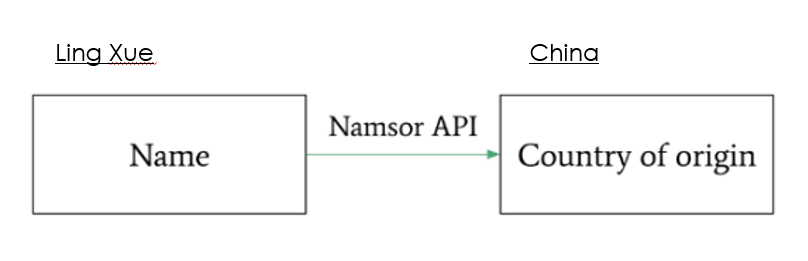 Ling Xue
China
Namsor API
Name
Country of origin